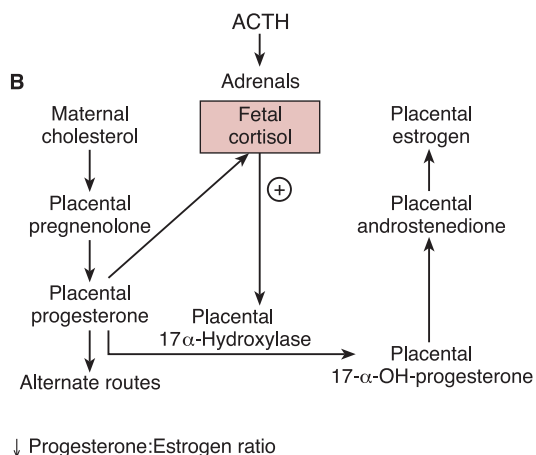 ACTH
Adrenals
B
Maternal
cholesterol
Fetal
cortisol
Placental
estrogen
+
Placental
pregnenolone
Placental
androstenedione
Placental
progesterone
Placental
17α-Hydroxylase
Placental
17-α-OH-progesterone
Alternate routes
↓ Progesterone:Estrogen ratio